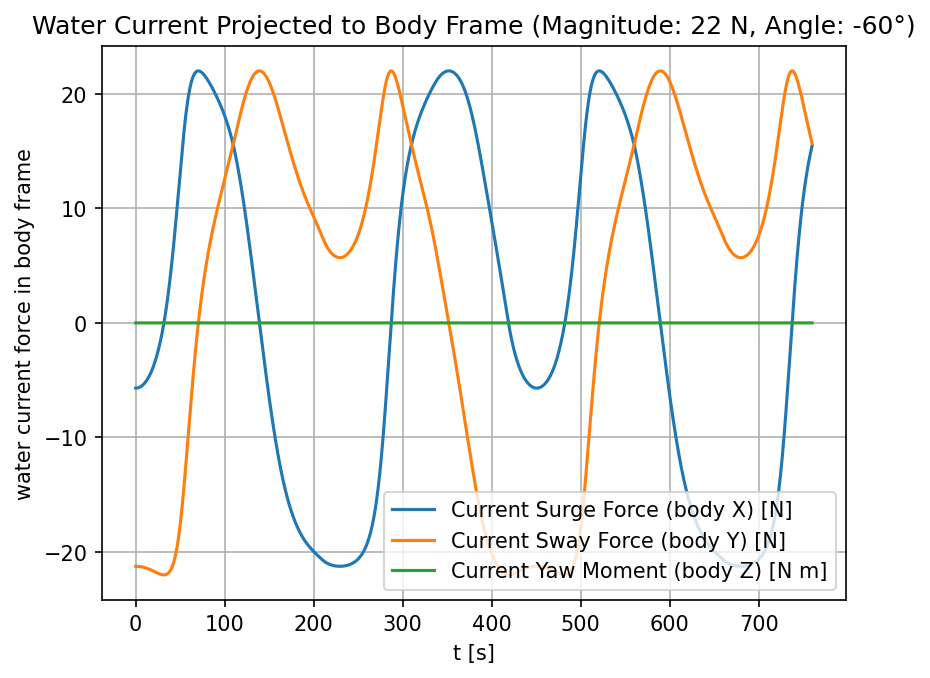 Water Current Projected to Body Frame (Magnitude: 22 N, Angle: -60°)
water current force in body frame
20
10
0
−10
−20
Current Surge Force (body X) [N]
Current Sway Force (body Y) [N]
Current Yaw Moment (body Z) [N m]
0 100 200 300 400 500 600 700
t [s]